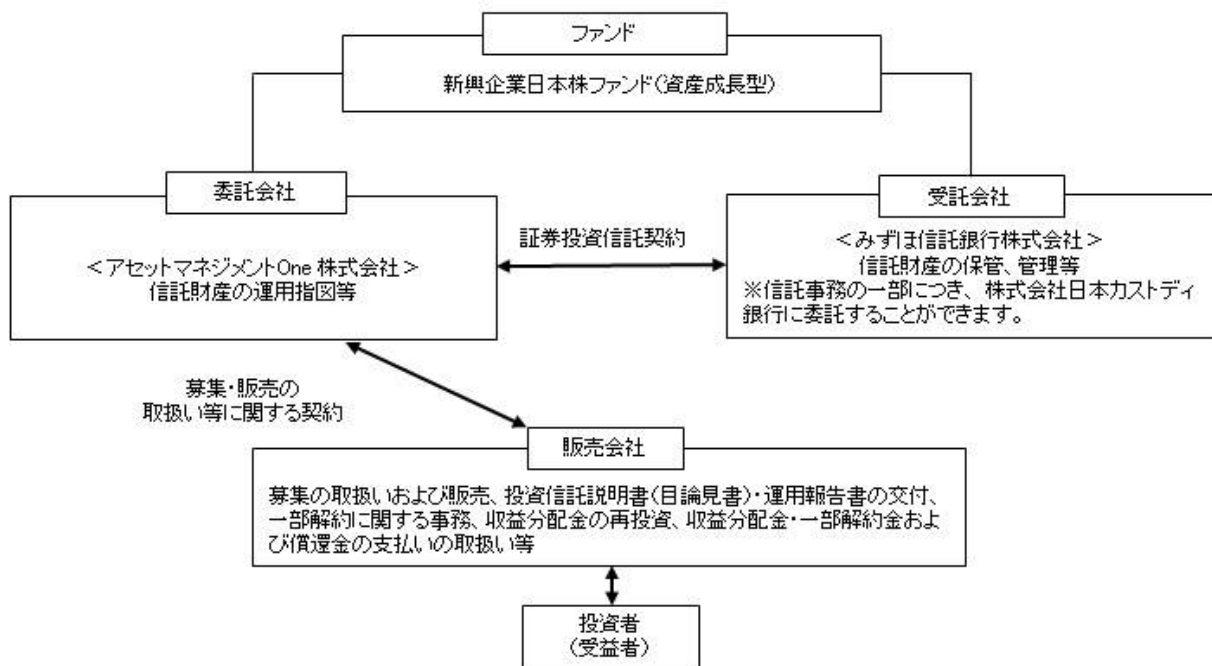 ファンド
新興企業日本株ファンド(資産成長型)
委託会社
<アセットマネジメントOne 株式会社>
信託財産の運用指図等
証券投資信託契約
受託会社
<みずほ信託銀行株式会社>
信託財産の保管、管理等
※信託事務の一部につき、株式会社日本カストディ
銀行に委託することができます。
募集・販売の
取扱い等に関する契約
販売会社
募集の取扱いおよび販売、投資信託説明書(目論見書)・運用報告書の交付、
一部解約に関する事務、収益分配金の再投資、収益分配金・一部解約金およ
び償還金の支払いの取扱い等
投資者
(受益者)